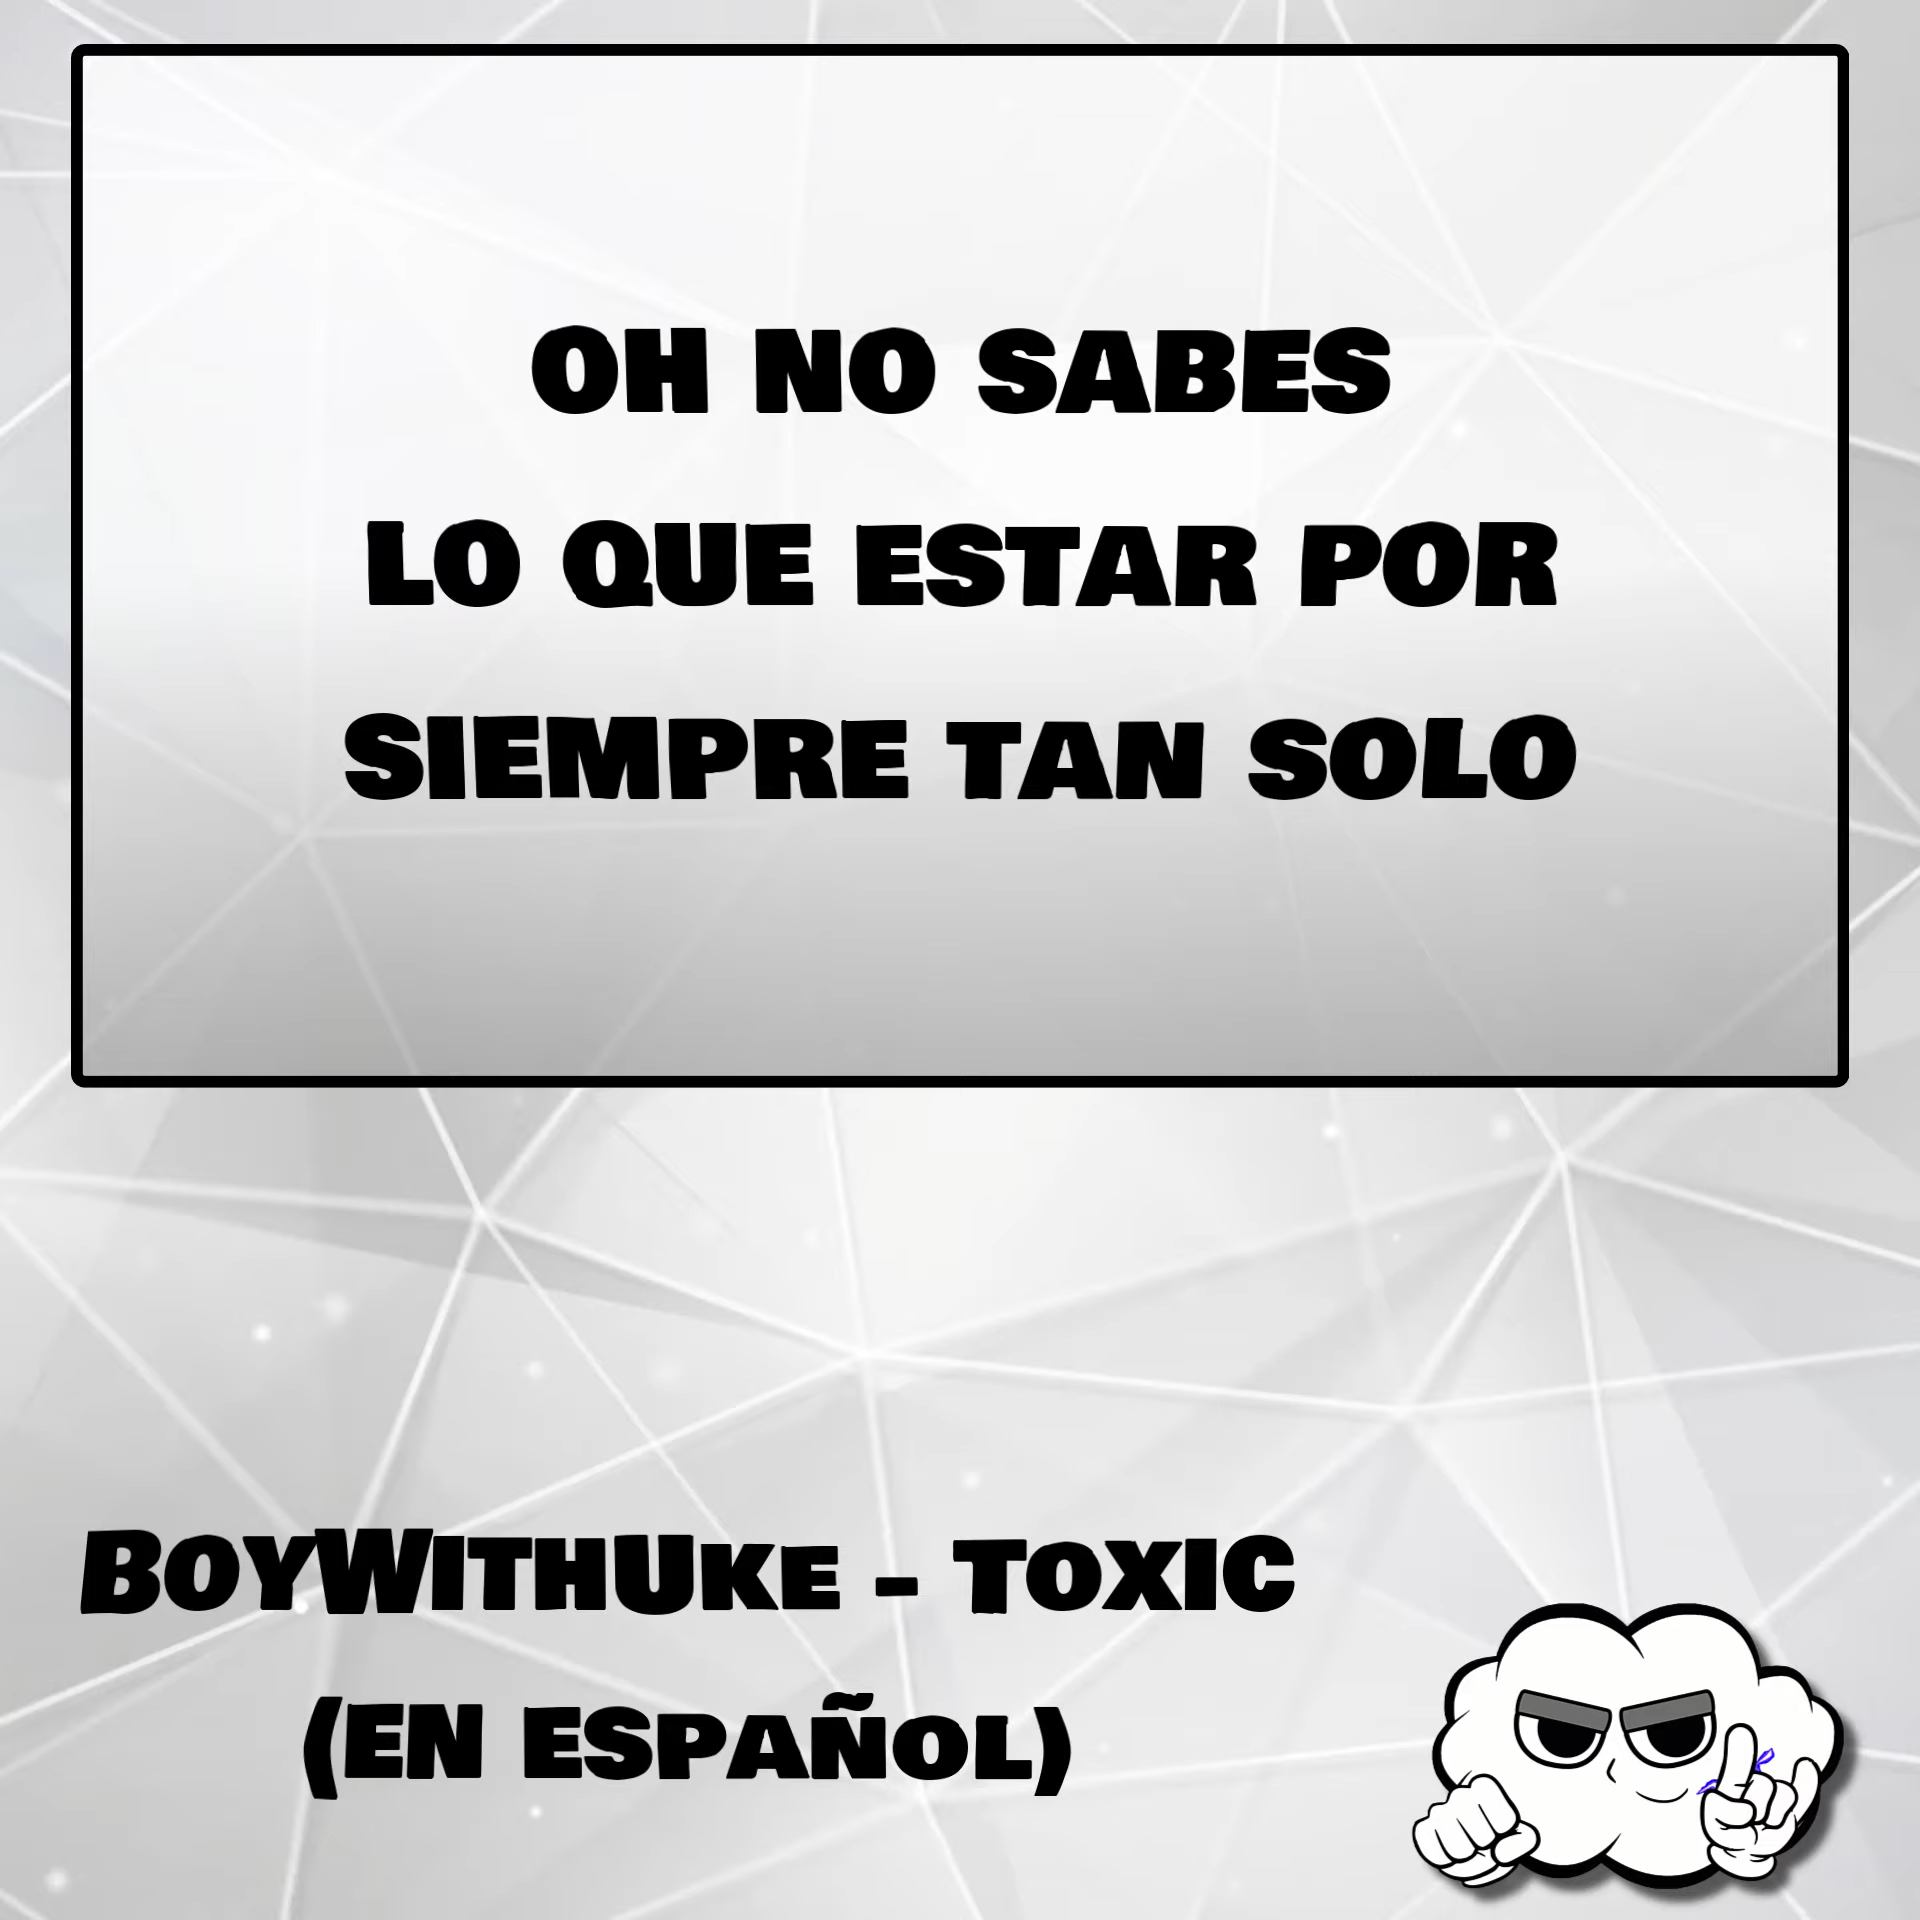 OH NO SABES
LO QUE ESTAR POR
SIEMPRE TAN SOLO
BOYWITHUKE - TOXIC
(EN ESPAÑOL)